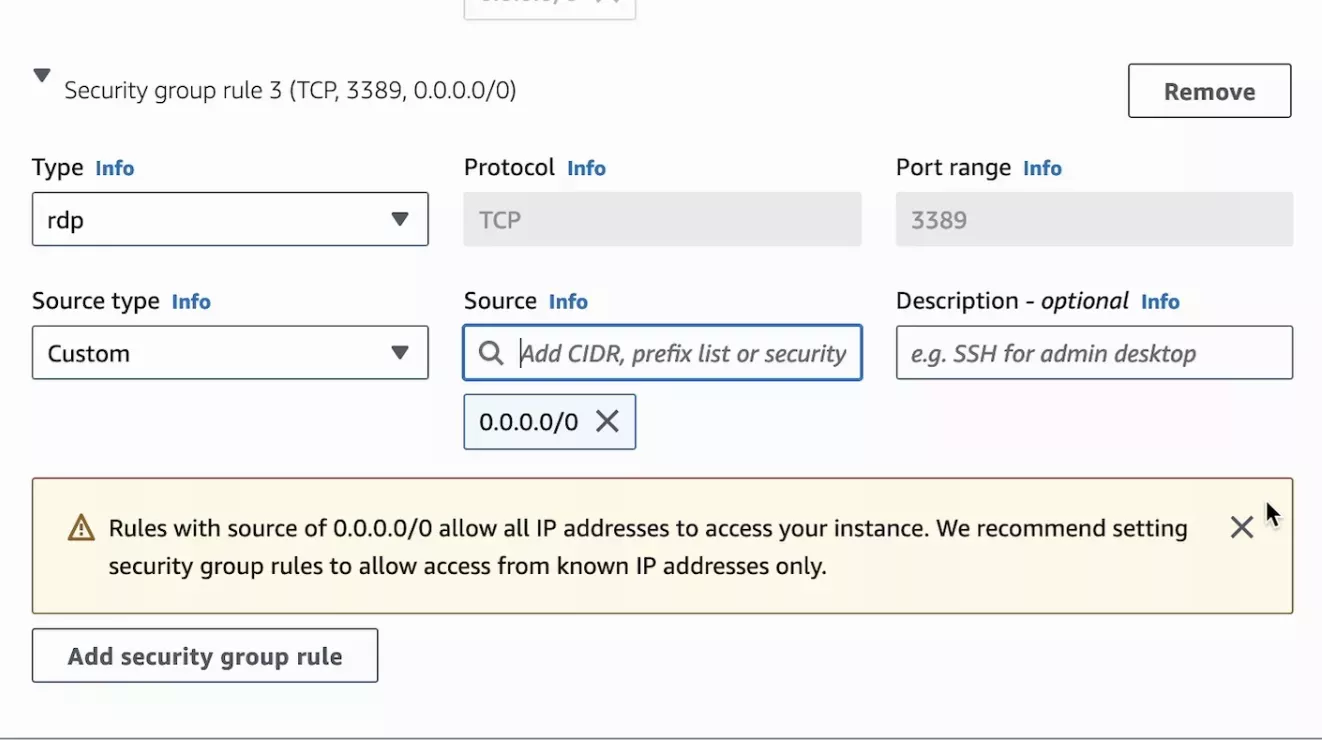 Security group rule 3 (TCP, 3389, 0.0.0.0/0)
Remove
Type Info
Protocol Info
Port range Info
rdp
TCP
3389
Source type Info
Source Info
Description - optional Info
Custom
Add CIDR, prefix list or security
e.g. SSH for admin desktop
0.0.0.0/0
Rules with source of 0.0.0.0/0 allow all IP addresses to access your instance. We recommend setting
security group rules to allow access from known IP addresses only.
Add security group rule